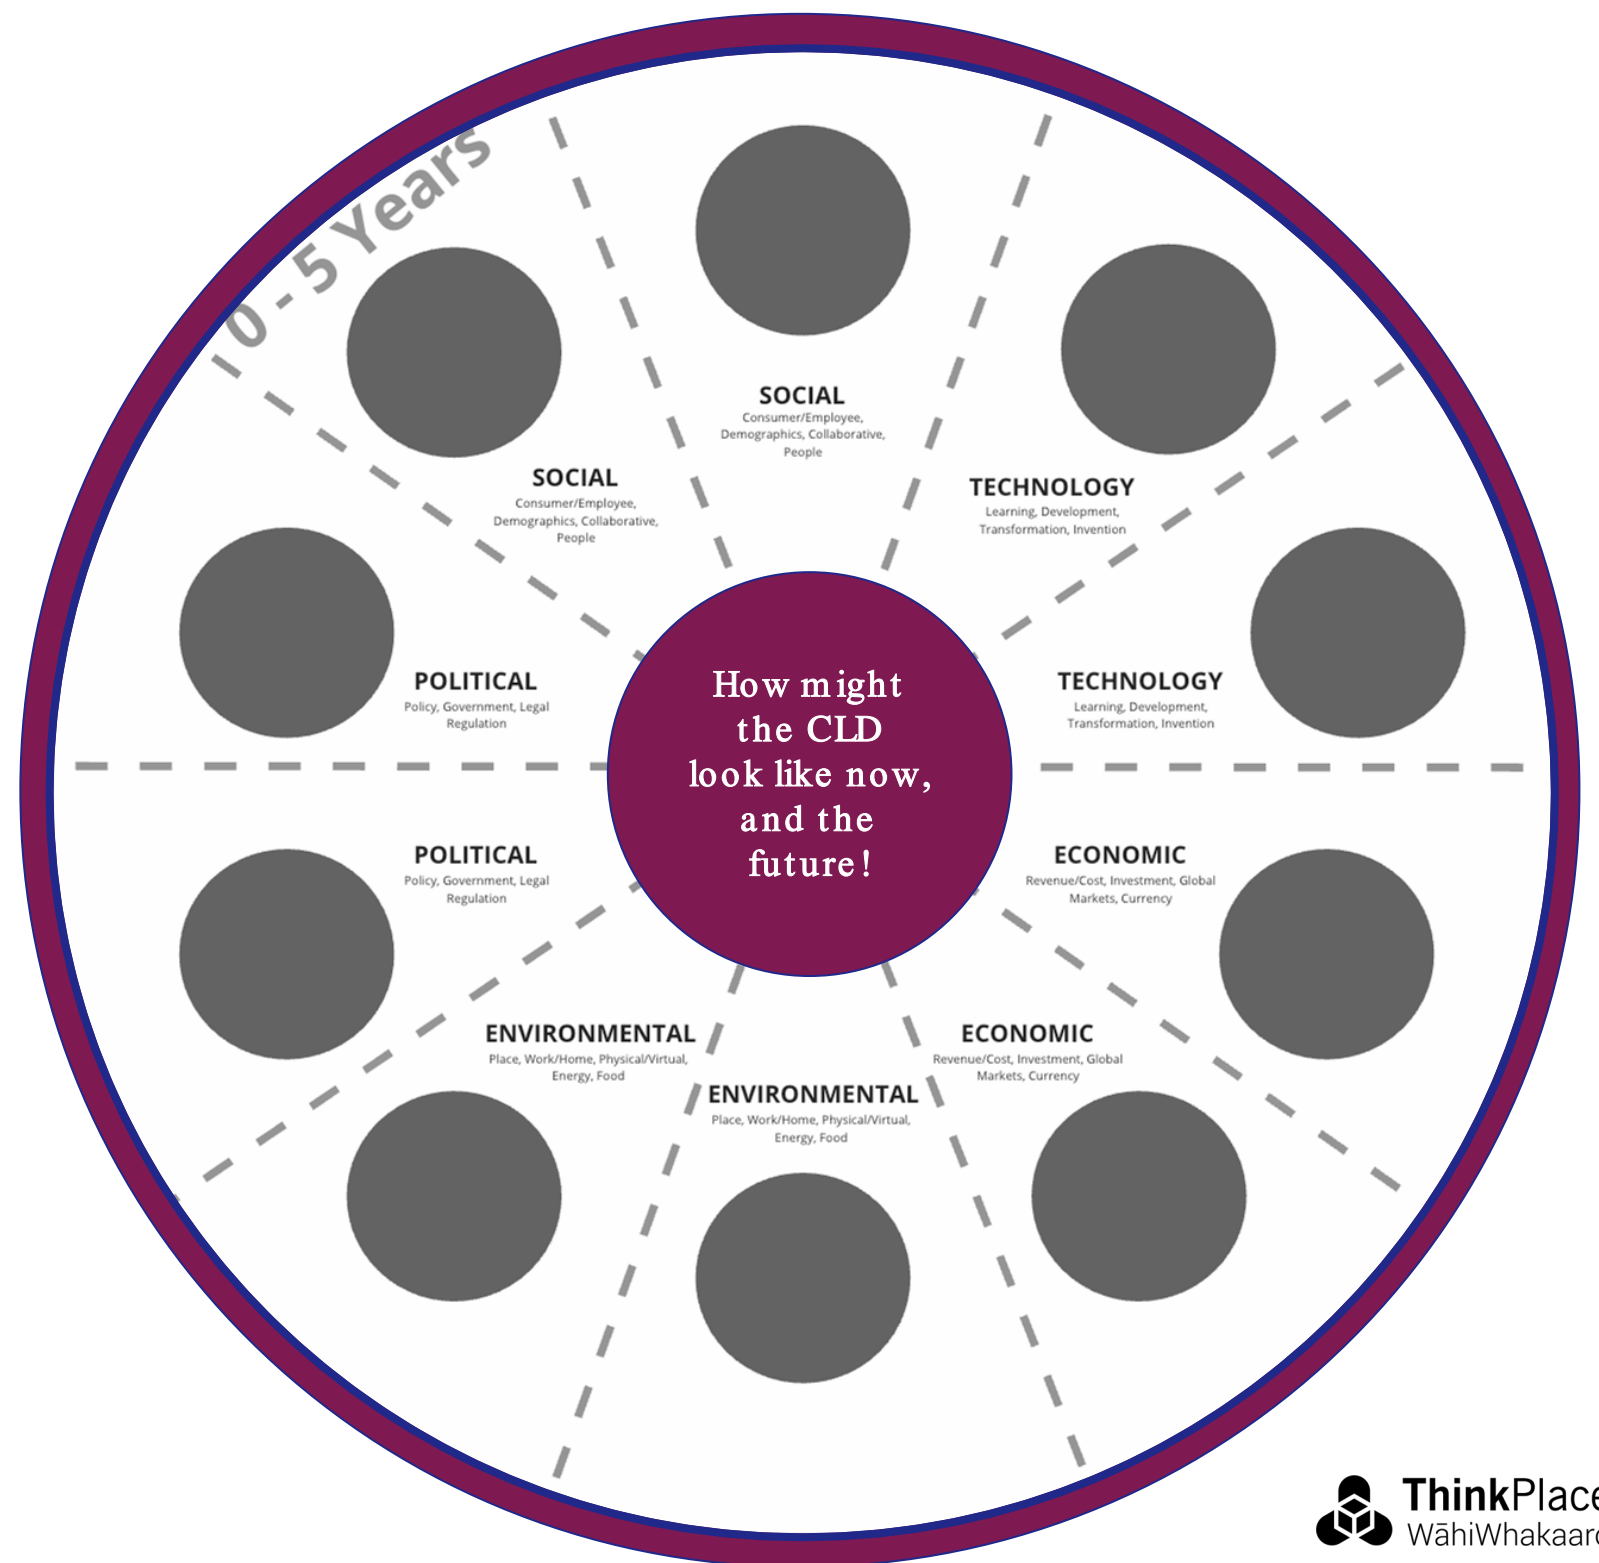 0 - 5 Years
SOCIAL
Consumer/Employee,
Demographics, Collaborative,
People
SOCIAL
Consumer/Employee,
Demographics, Collaborative,
People
TECHNOLOGY
Learning, Development,
Transformation, Invention
POLITICAL
Policy, Government, Legal
Regulation
How might
the CLD
look like now,
and the
future!
TECHNOLOGY
Learning, Development,
Transformation, Invention
POLITICAL
Policy, Government, Legal
Regulation
ECONOMIC
Revenue/Cost, Investment, Global
Markets, Currency
ENVIRONMENTAL
Place, Work/Home, Physical/Virtual,
Energy, Food
ENVIRONMENTAL
Place, Work/Home, Physical/Virtual,
Energy, Food
ECONOMIC
Revenue/Cost, Investment, Global
Markets, Currency
ThinkPlace
WāhiWhakaaro